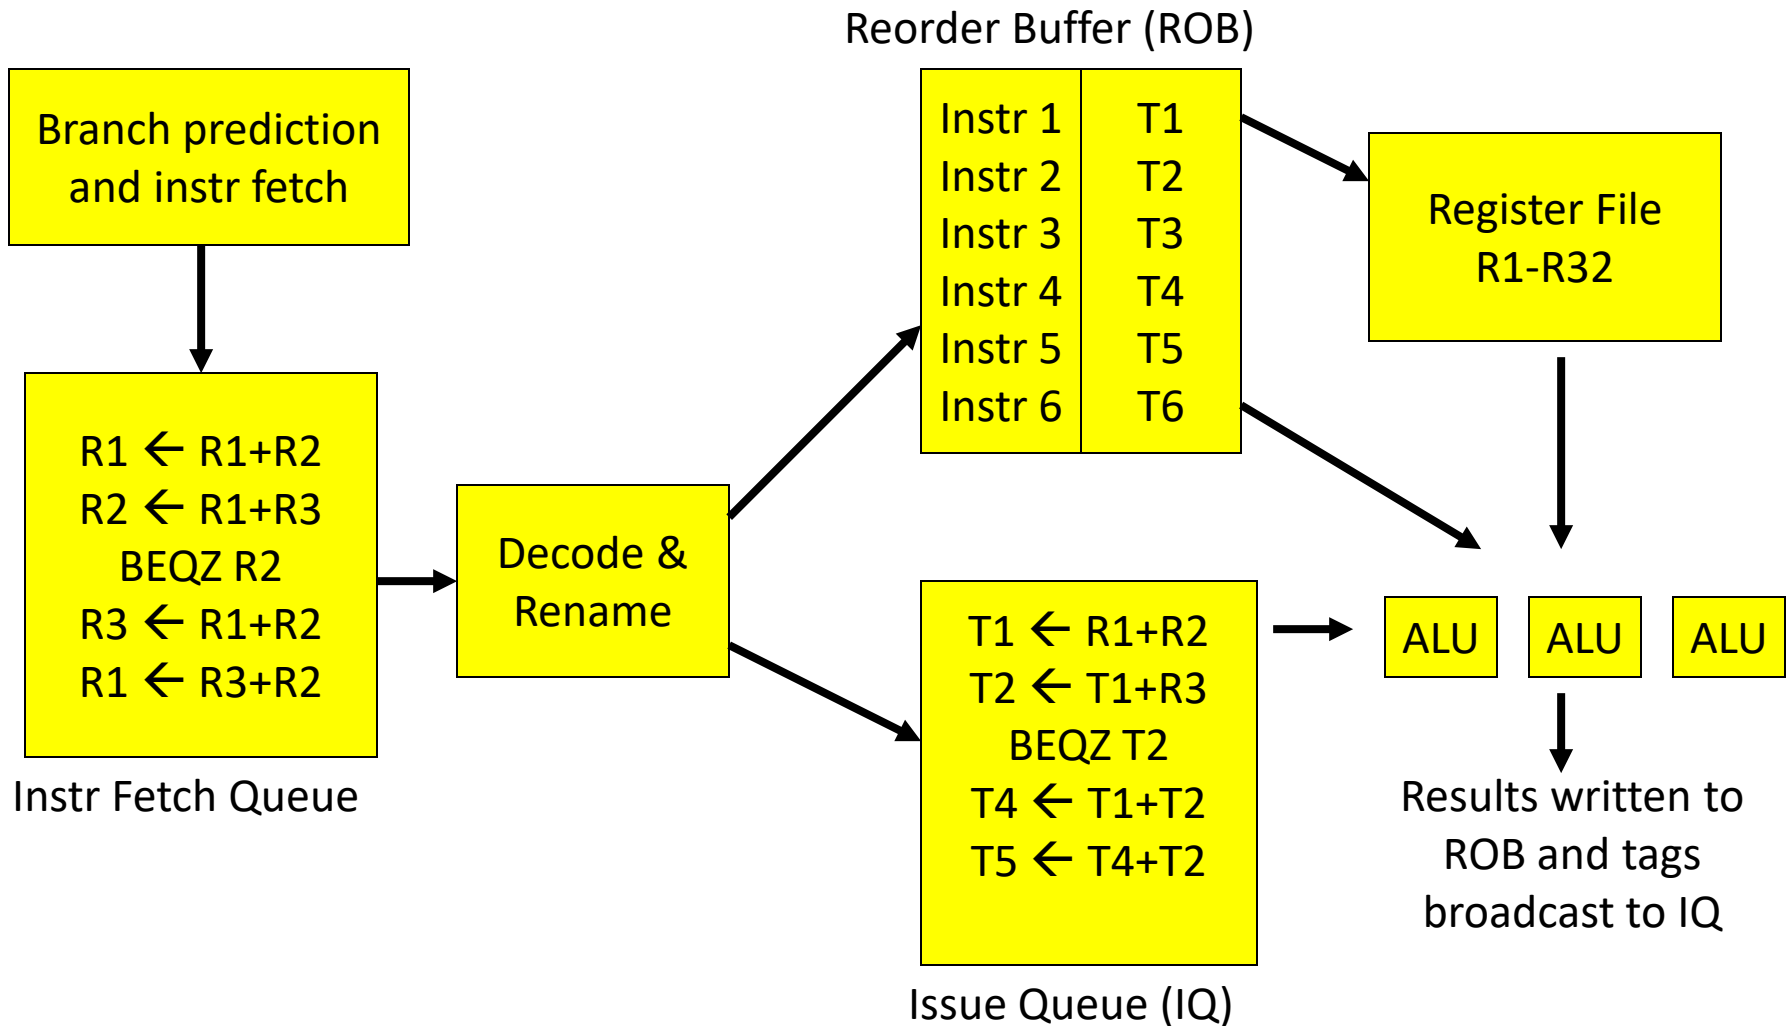 Reorder Buffer (ROB)
Branch prediction
and instr fetch
Instr 1 T1
Instr 2 T2
Instr 3 T3
Instr 4 T4
Instr 5 T5
Instr 6 T6
Register File
R1-R32
R1 ← R1+R2
R2 ← R1+R3
BEQZ R2
R3 ← R1+R2
R1 ← R3+R2
Instr Fetch Queue
Decode &
Rename
T1 ← R1+R2
T2 ← T1+R3
BEQZ T2
T4 ← T1+T2
T5 ← T4+T2
Issue Queue (IQ)
ALU ALU ALU
Results written to
ROB and tags
broadcast to IQ